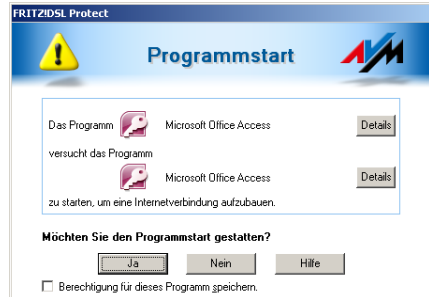 FRITZ!DSL Protect
Programmstart
AVM
Das Programm Microsoft Office Access Details
versucht das Programm
Microsoft Office Access Details
zu starten, um eine Internetverbindung aufzubauen.
Möchten Sie den Programmstart gestatten?
Ja Nein Hilfe
Berechtigung für dieses Programm speichern.